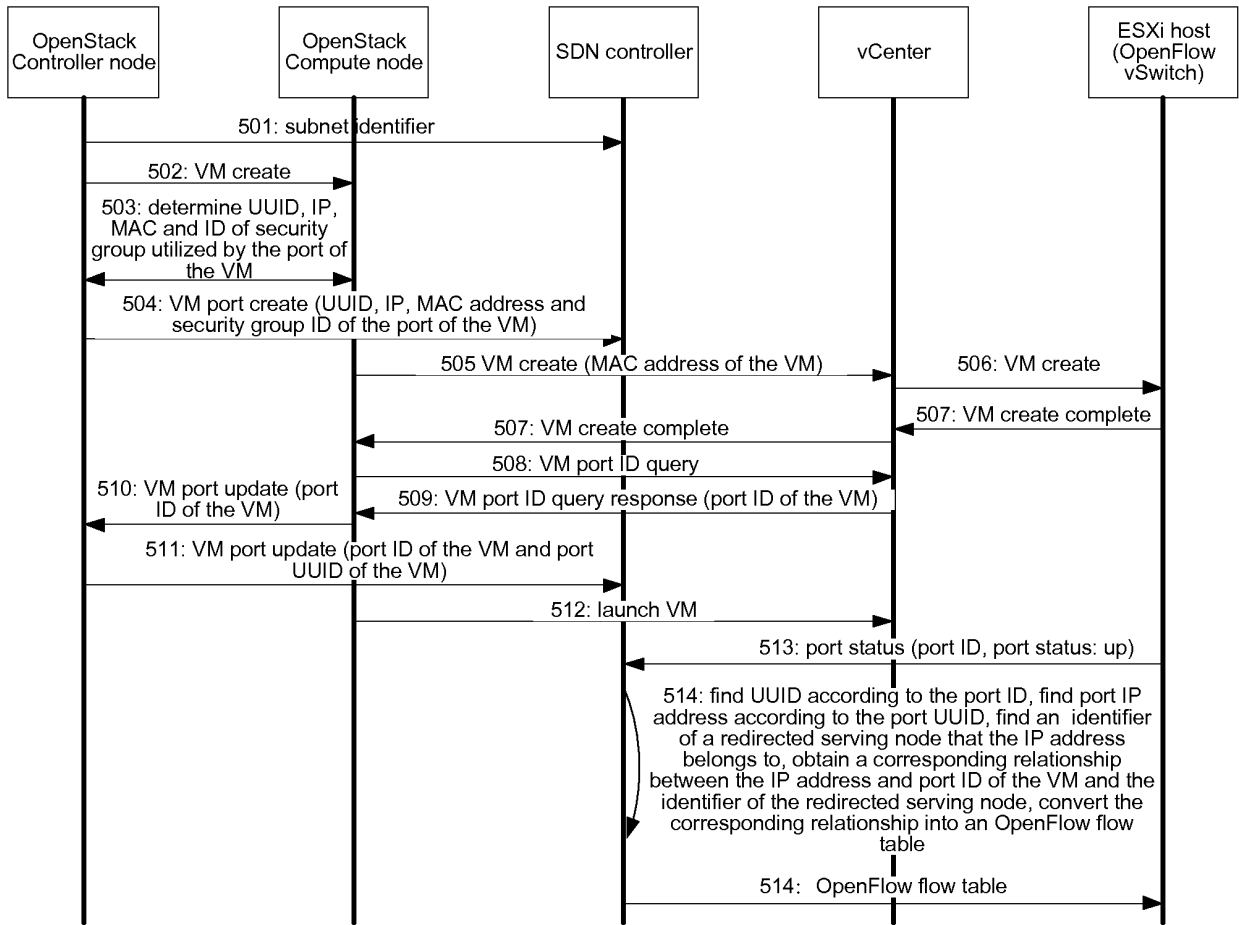 OpenStack
Controller node
OpenStack
Compute node
SDN controller
vCenter
ESXi host
(OpenFlow
vSwitch)
501: subnet identifier
502: VM create
503: determine UUID, IP,
MAC and ID of security
group utilized by the port of
the VM
504: VM port create (UUID, IP, MAC address and
security group ID of the port of the VM)
505 VM create (MAC address of the VM)
506: VM create
507: VM create complete
507: VM create complete
508: VM port ID query
509: VM port ID query response (port ID of the VM)
510: VM port update (port
ID of the VM)
511: VM port update (port ID of the VM and port
UUID of the VM)
512: launch VM
513: port status (port ID, port status: up)
514: find UUID according to the port ID, find port IP
address according to the port UUID, find an identifier
of a redirected serving node that the IP address
belongs to, obtain a corresponding relationship
between the IP address and port ID of the VM and the
identifier of the redirected serving node, convert the
corresponding relationship into an OpenFlow flow
table
514: OpenFlow flow table